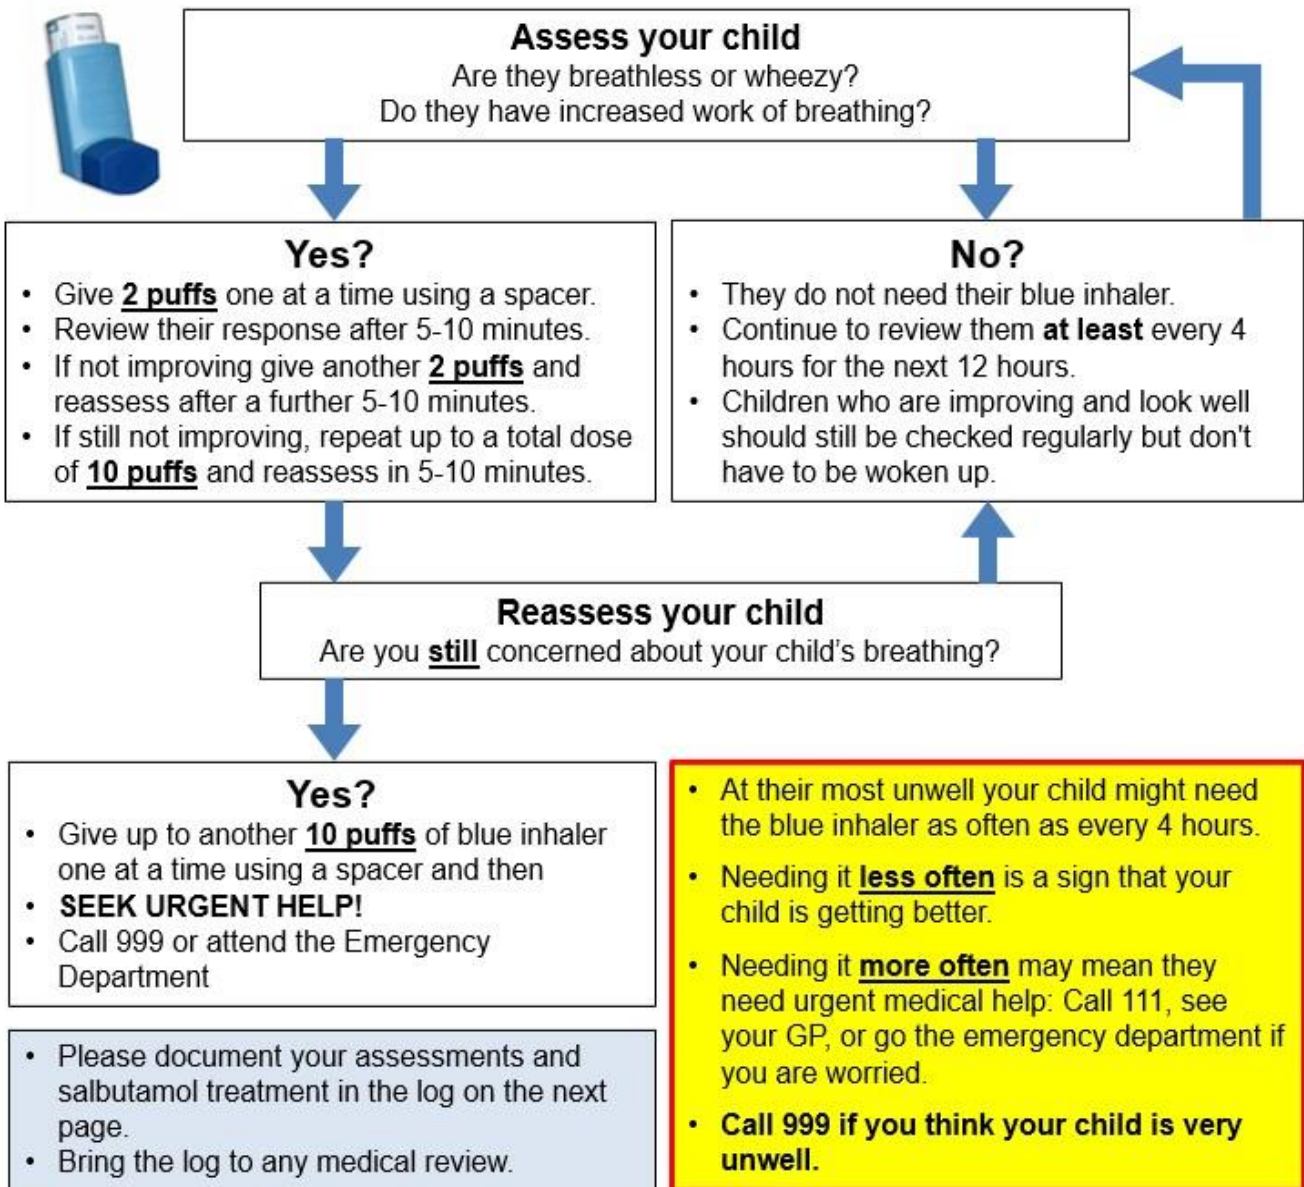 Assess your child
Are they breathless or wheezy?
Do they have increased work of breathing?
Yes?
• Give 2 puffs one at a time using a spacer.
• Review their response after 5-10 minutes.
• If not improving give another 2 puffs and
reassess after a further 5-10 minutes.
• If still not improving, repeat up to a total dose
of 10 puffs and reassess in 5-10 minutes.
No?
• They do not need their blue inhaler.
• Continue to review them at least every 4
hours for the next 12 hours.
• Children who are improving and look well
should still be checked regularly but don't
have to be woken up.
Reassess your child
Are you still concerned about your child's breathing?
Yes?
• Give up to another 10 puffs of blue inhaler
one at a time using a spacer and then
• SEEK URGENT HELP!
• Call 999 or attend the Emergency
Department
• Please document your assessments and
salbutamol treatment in the log on the next
page.
• Bring the log to any medical review.
• At their most unwell your child might need
the blue inhaler as often as every 4 hours.
• Needing it less often is a sign that your
child is getting better.
• Needing it more often may mean they
need urgent medical help: Call 111, see
your GP, or go the emergency department if
you are worried.
• Call 999 if you think your child is very
unwell.